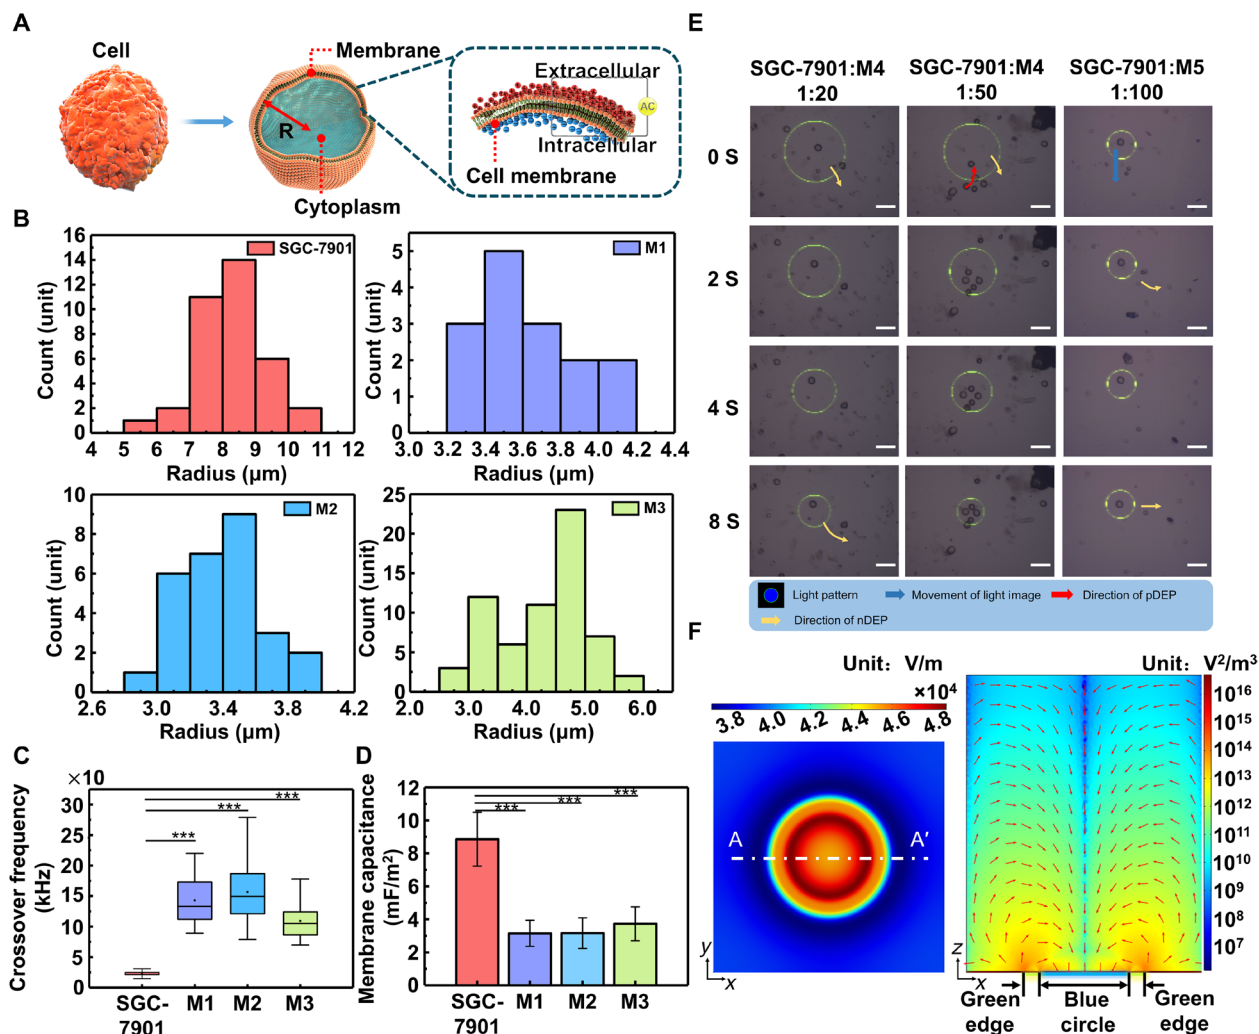 A
Cell
Membrane
R
Cytoplasm
Extracellular
AC
Intracellular
Cell membrane
B
SGC-7901
Count (unit)
16
14
12
10
8
6
4
2
0
4 5 6 7 8 9 10 11 12
Radius (μm)
M1
Count (unit)
5
4
3
2
1
0
3.0 3.2 3.4 3.6 3.8 4.0 4.2 4.4
Radius (μm)
M2
Count (unit)
10
8
6
4
2
0
2.6 3.0 3.4 3.8 4.2
Radius (μm)
M3
Count (unit)
25
20
15
10
5
0
2.0 3.0 4.0 5.0 6.0
Radius (μm)
C
×10
Crossover frequency
(kHz)
30
25
20
15
10
5
0
***
***
***
SGC-
7901
M1 M2 M3
D
Membrane capacitance
(mF/m²)
12
10
8
6
4
2
0
***
***
***
SGC-
7901
M1 M2 M3
E
SGC-7901:M4
1:20
SGC-7901:M4
1:50
SGC-7901:M5
1:100
0 S
2 S
4 S
8 S
Light pattern
Movement of light image
Direction of pDEP
Direction of nDEP
F
Unit：V/m
×10⁴
3.8 4.0 4.2 4.4 4.6 4.8
A A′
y
x
Unit：V²/m³
10¹⁶
10¹⁵
10¹⁴
10¹³
10¹²
10¹¹
10¹⁰
10⁹
10⁸
10⁷
z
x
Green
edge
Blue
circle
Green
edge